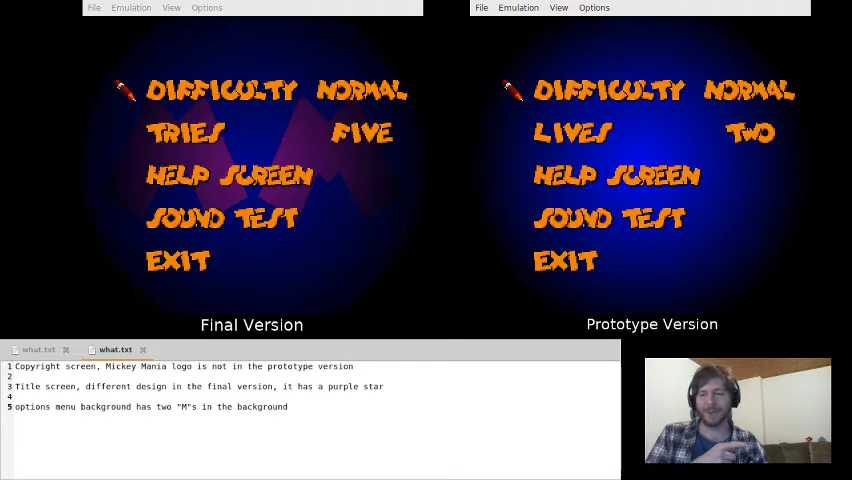 File Emulation View Options
File Emulation View Options
DIFFICULTY NORMAL
TRIES FIVE
HELP SCREEN
SOUND TEST
EXIT
DIFFICULTY NORMAL
LIVES TWO
HELP SCREEN
SOUND TEST
EXIT
Final Version
Prototype Version
what.txt what.txt
1 Copyright screen, Mickey Mania logo is not in the prototype version
2
3 Title screen, different design in the final version, it has a purple star
4
5 options menu background has two "M"s in the background